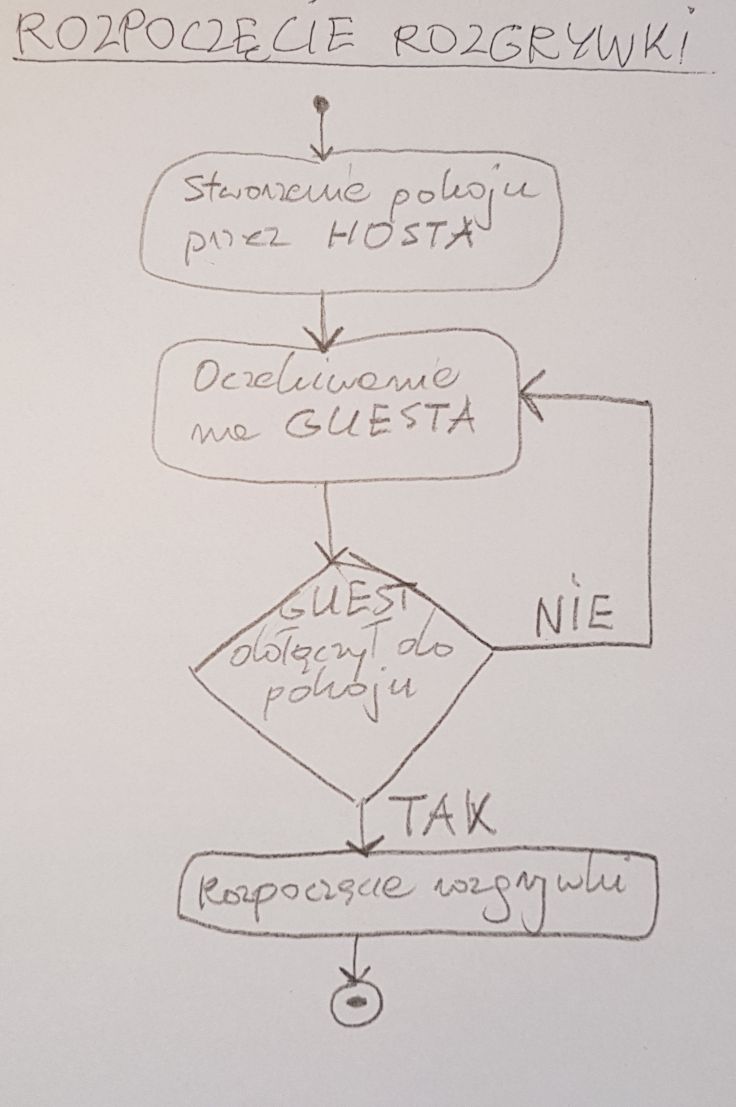 ROZPOCZĘCIE ROZGRYWKI
Stworzenie pokoju
przez HOSTA
Oczekiwanie
na GUESTA
GUEST
dołączył do
pokoju
NIE
TAK
Rozpoczęcie rozgrywki